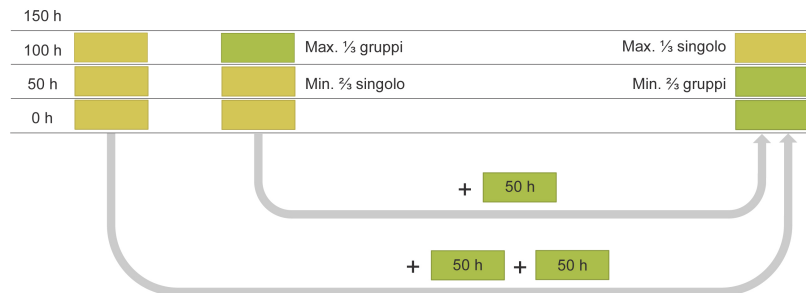 150 h
100 h Max. ⅓ gruppi Max. ⅓ singolo
50 h Min. ⅔ singolo Min. ⅔ gruppi
0 h
+ 50 h
+ 50 h + 50 h